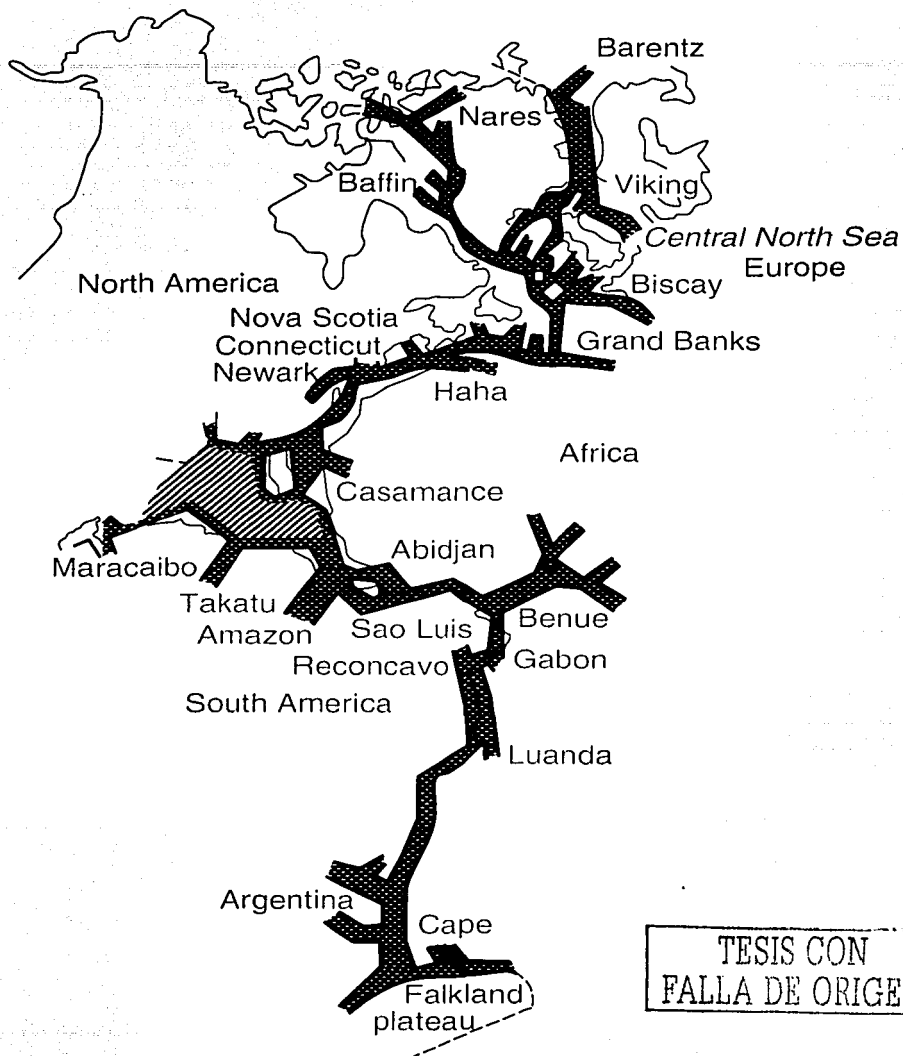 Barentz
Nares
Baffin
Viking
Central North Sea
Europe
North America
Biscay
Nova Scotia
Connecticut
Newark
Grand Banks
Haha
Africa
Casamance
Abidjan
Maracaibo
Takatu
Amazon
Sao Luis
Benue
Reconcavo
Gabon
South America
Luanda
Argentina
Cape
Falkland
plateau
TESIS CON
FALLA DE ORIGE